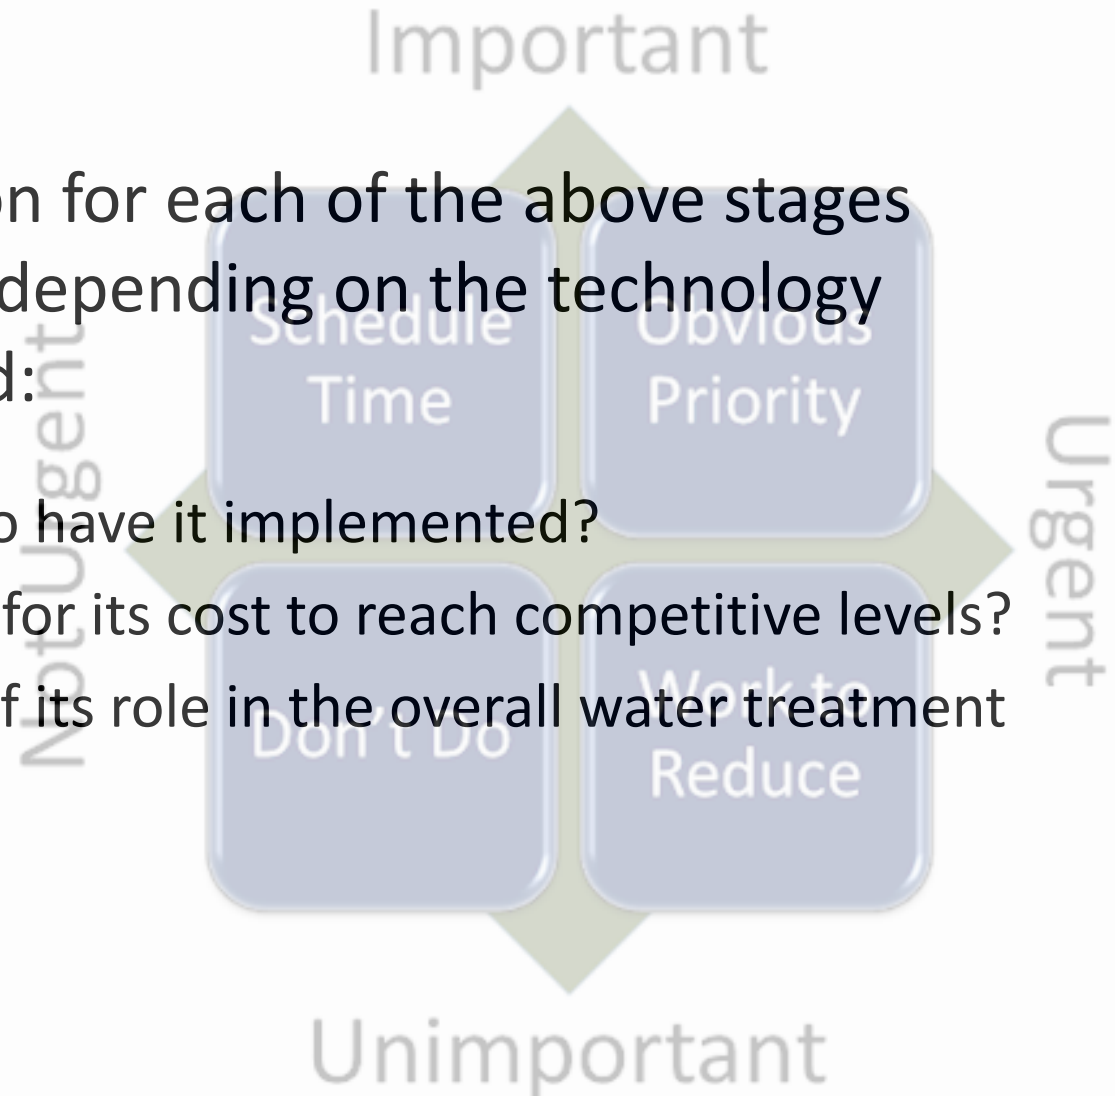 Important
n for each of the above stages
depending on the technology
d:
have it implemented?
for its cost to reach competitive levels?
f its role in the overall water treatment
Not Urgent
Urgent
Schedule
Time
Obvious
Priority
Don't Do
Work to
Reduce
Unimportant